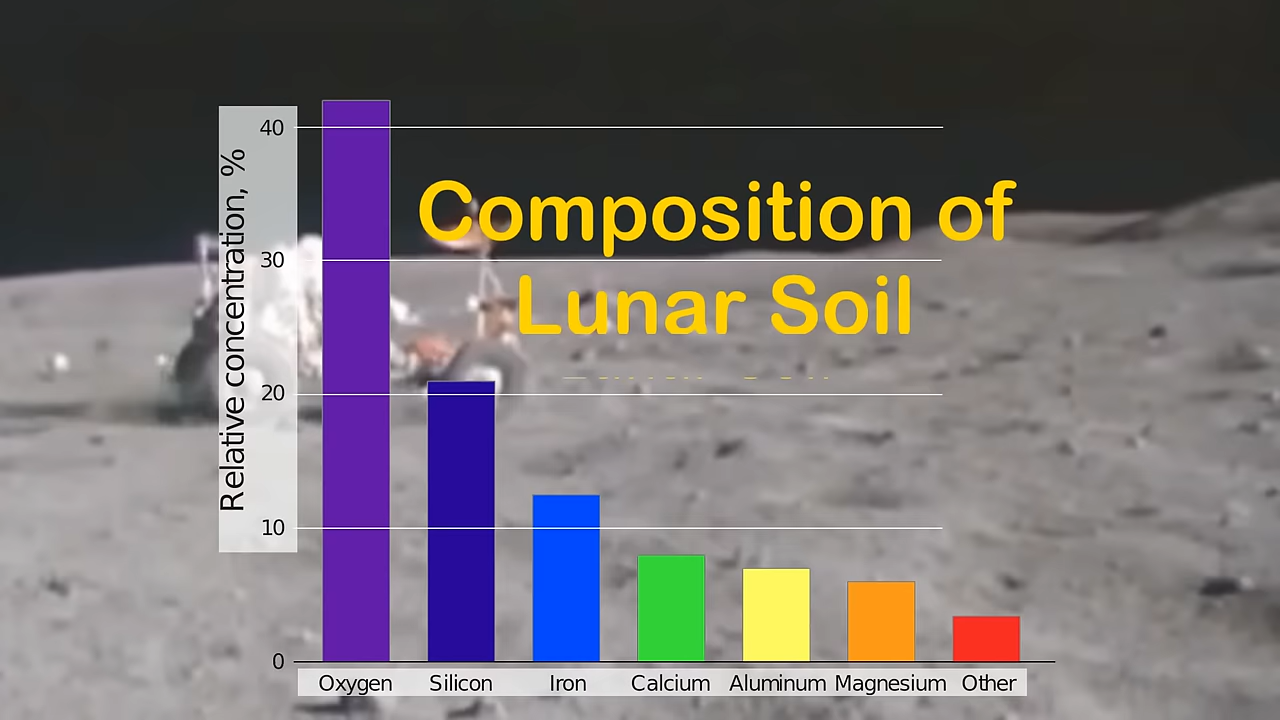 Composition of
Lunar Soil
Relative concentration, %
40
30
20
10
0
Oxygen Silicon Iron Calcium Aluminum Magnesium Other